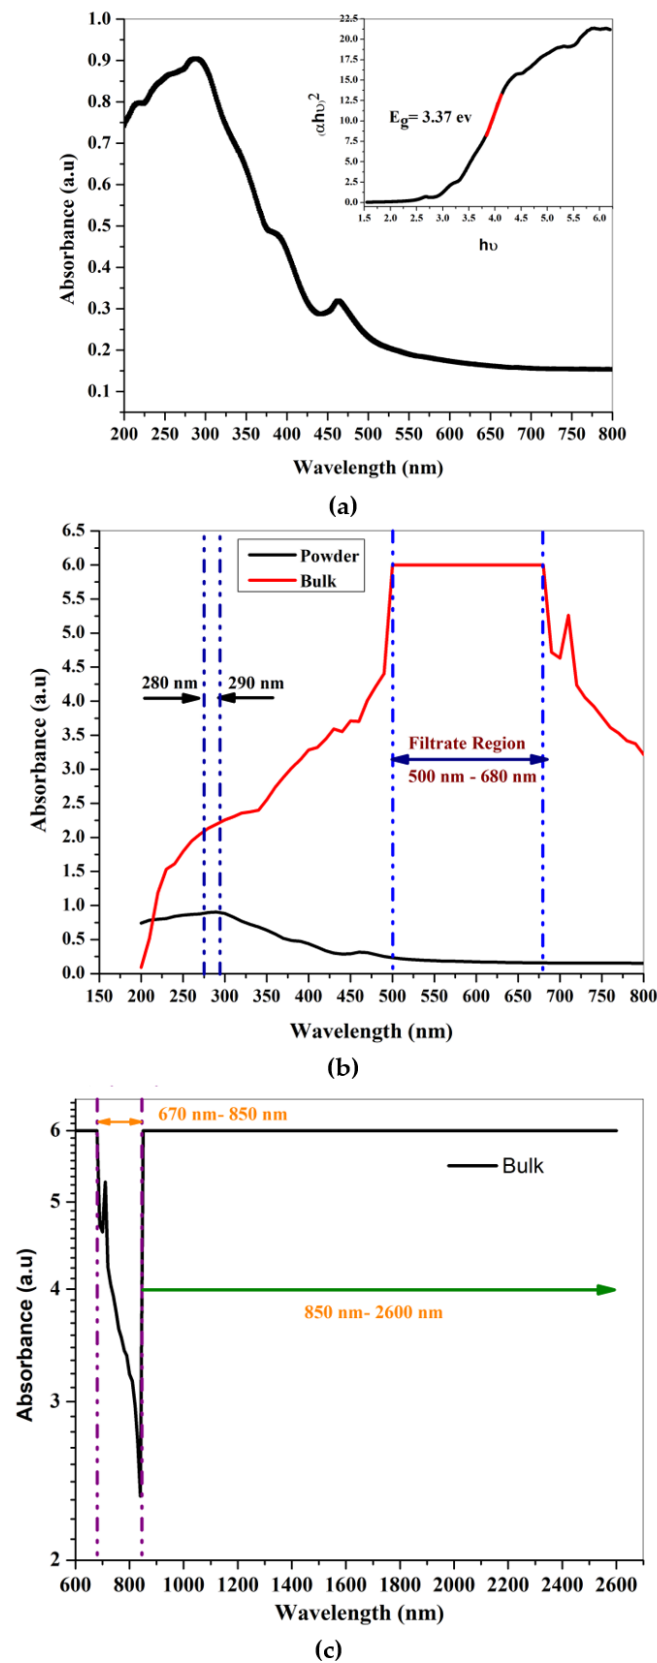 1.0
0.9
0.8
0.7
0.6
0.5
0.4
0.3
0.2
0.1
Absorbance (a.u)
200 250 300 350 400 450 500 550 600 650 700 750 800
Wavelength (nm)
25.0
22.5
20.0
17.5
15.0
12.5
10.0
7.5
5.0
2.5
0.0
(αhυ)2
Eg= 3.37 ev
1.5 2.0 2.5 3.0 3.5 4.0 4.5 5.0 5.5 6.0
hυ
(a)
6.5
6.0
5.5
5.0
4.5
4.0
3.5
3.0
2.5
2.0
1.5
1.0
0.5
0.0
Absorbance (a.u)
Powder
Bulk
280 nm
290 nm
Filtrate Region
500 nm - 680 nm
150 200 250 300 350 400 450 500 550 600 650 700 750 800
Wavelength (nm)
(b)
670 nm- 850 nm
6
5
4
3
2
Absorbance (a.u)
Bulk
850 nm- 2600 nm
600 800 1000 1200 1400 1600 1800 2000 2200 2400 2600
Wavelength (nm)
(c)